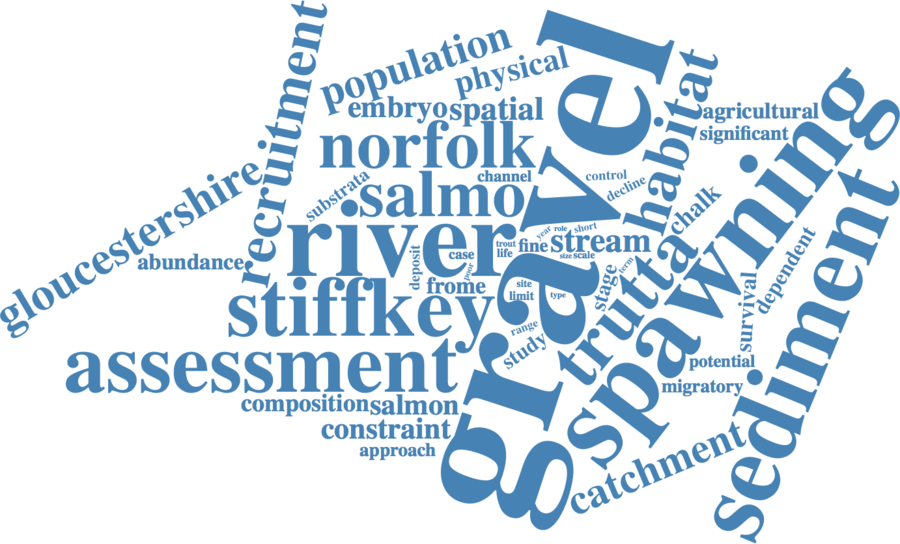 gravel
spawning
sediment
river
stiffkey
assessment
norfolk
salmo
trutta
habitat
recruitment
gloucestershire
population
physical
embryo
spatial
agricultural
significant
channel
control
decline
substrata
chalk
abundance
deposit
case
poor
trout
life
fine
stream
year
role
short
size
scale
frome
site
limit
type
stage
term
range
study
survival
dependent
potential
migratory
composition
salmon
constraint
approach
catchment